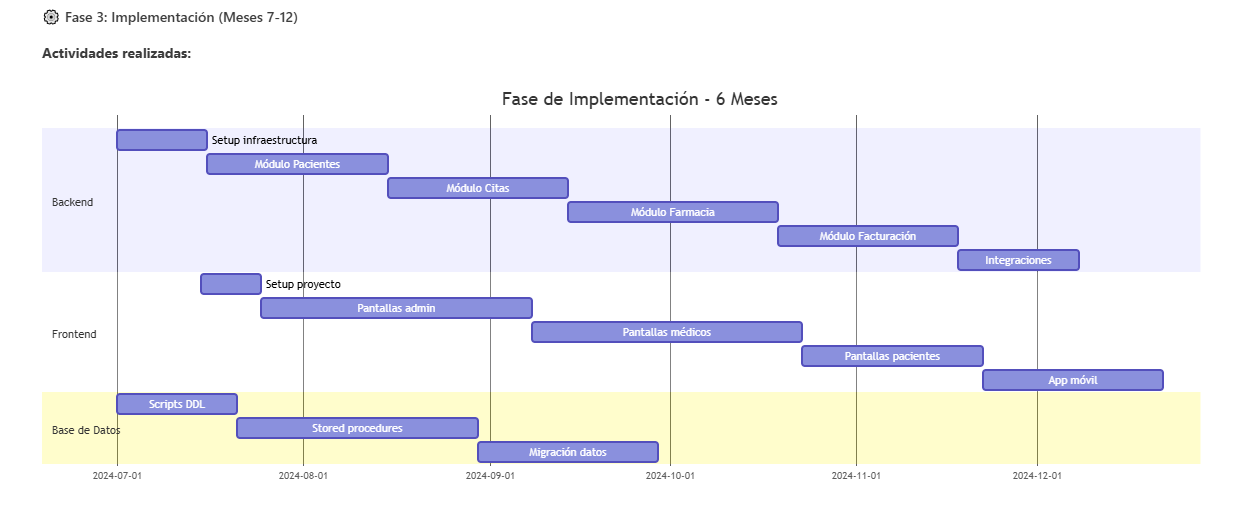 Fase 3: Implementación (Meses 7-12)
Actividades realizadas:
Fase de Implementación - 6 Meses
Backend
Setup infraestructura
Módulo Pacientes
Módulo Citas
Módulo Farmacia
Módulo Facturación
Integraciones
Frontend
Setup proyecto
Pantallas admin
Pantallas médicos
Pantallas pacientes
App móvil
Base de Datos
Scripts DDL
Stored procedures
Migración datos
2024-07-01 2024-08-01 2024-09-01 2024-10-01 2024-11-01 2024-12-01